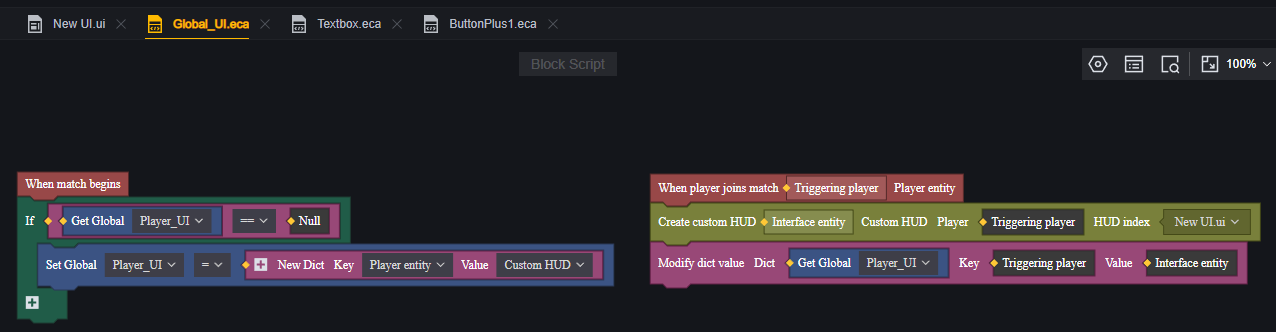 New UI.ui Global_UI.eca Textbox.eca ButtonPlus1.eca
Block Script
100%
When match begins
If Get Global Player_UI == Null
Set Global Player_UI = New Dict Key Player entity Value Custom HUD
When player joins match Triggering player Player entity
Create custom HUD Interface entity Custom HUD Player Triggering player HUD index New UI.ui
Modify dict value Dict Get Global Player_UI Key Triggering player Value Interface entity